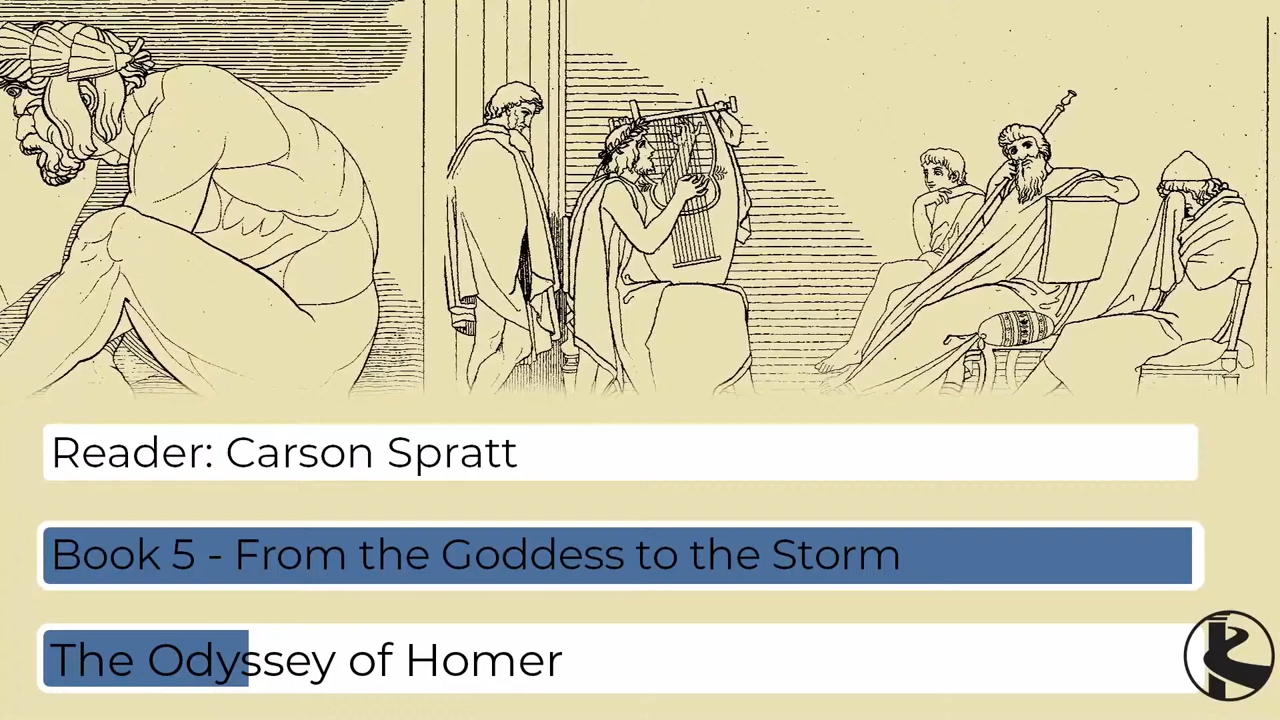 Reader: Carson Spratt
Book 5 - From the Goddess to the Storm
The Odyssey of Homer